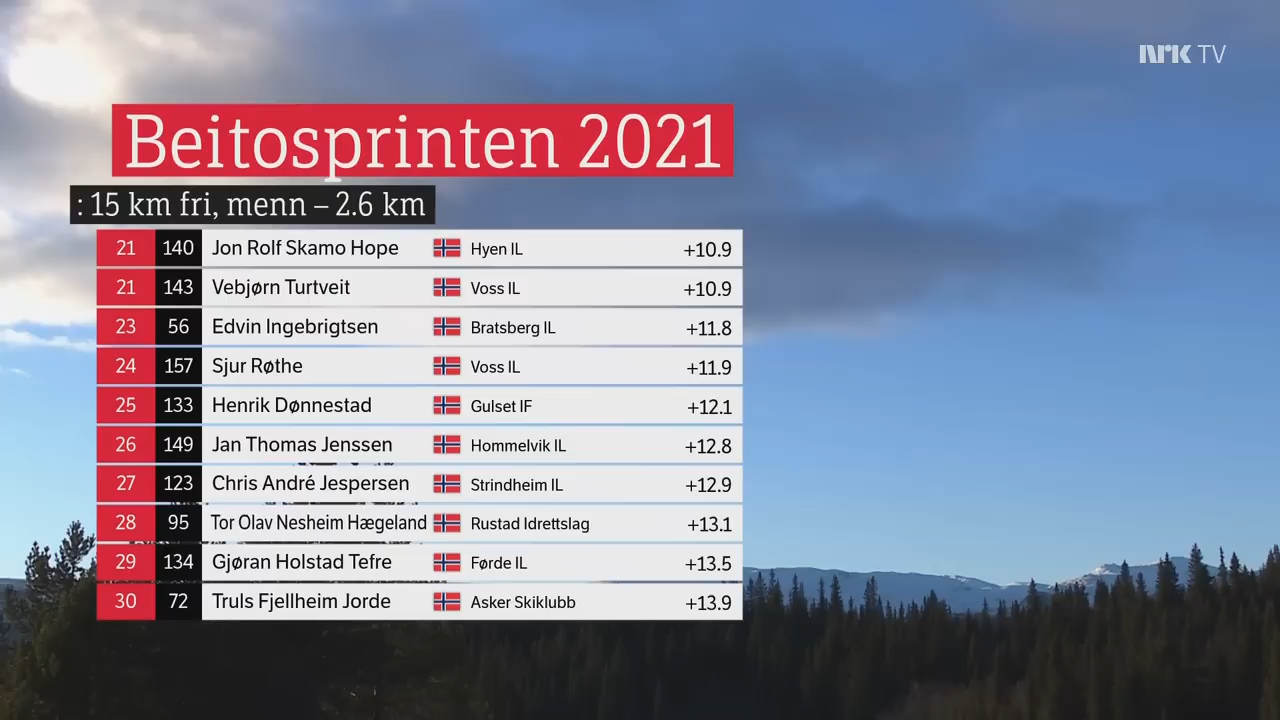 NRK TV
Beitosprinten 2021
: 15 km fri, menn – 2.6 km
21 140 Jon Rolf Skamo Hope Hyen IL +10.9
21 143 Vebjørn Turtveit Voss IL +10.9
23 56 Edvin Ingebrigtsen Bratsberg IL +11.8
24 157 Sjur Røthe Voss IL +11.9
25 133 Henrik Dønnestad Gulset IF +12.1
26 149 Jan Thomas Jenssen Hommelvik IL +12.8
27 123 Chris André Jespersen Strindheim IL +12.9
28 95 Tor Olav Nesheim Hægeland Rustad Idrettslag +13.1
29 134 Gjøran Holstad Tefre Førde IL +13.5
30 72 Truls Fjellheim Jorde Asker Skiklubb +13.9